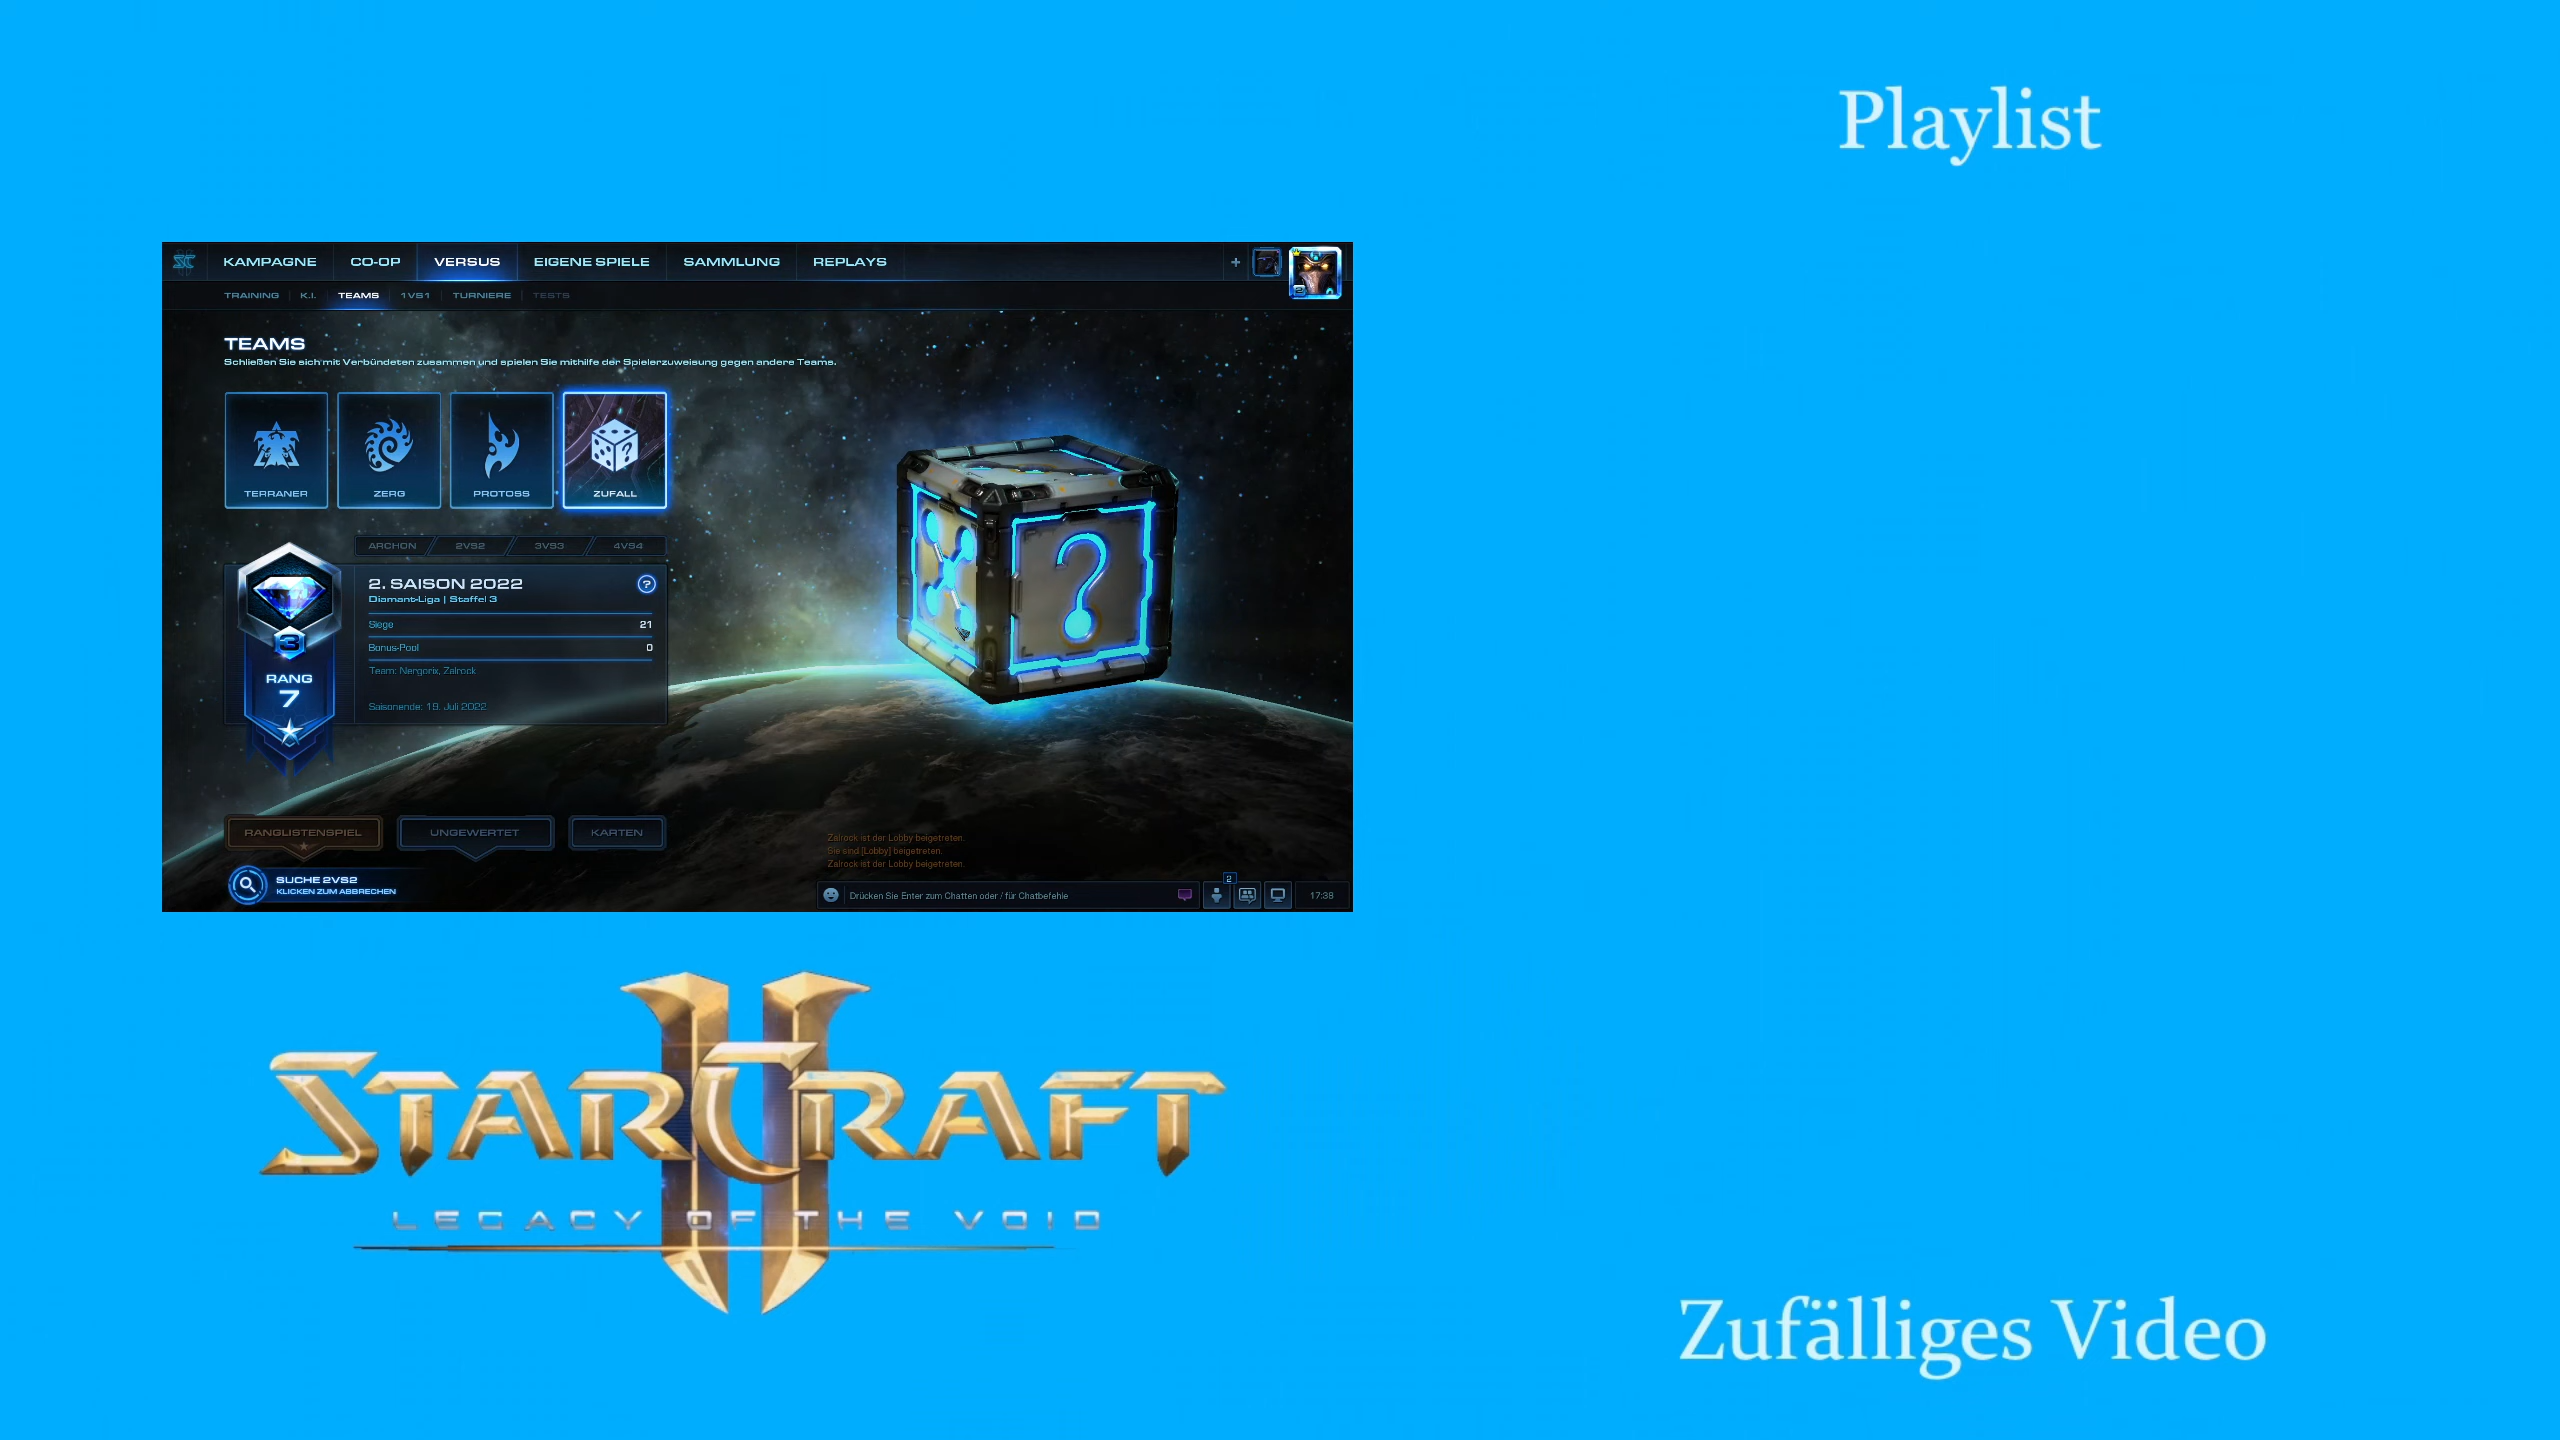 Playlist
KAMPAGNE CO-OP VERSUS EIGENE SPIELE SAMMLUNG REPLAYS
TRAINING K.I. TEAMS 1VS1 TURNIERE TESTS
TEAMS
Schließen Sie sich mit Verbündeten zusammen und spielen Sie mithilfe der Spielerzuweisung gegen andere Teams.
TERRANER ZERG PROTOSS ZUFALL
ARCHON 2VS2 3VS3 4VS4
2. SAISON 2022 ?
Diamant-Liga | Staffel 3
Siege 21
Bonus-Pool 0
Team: Nergorix, Zalrock
Saisonende: 19. Juli 2022
3
RANG
7
RANGLISTENSPIEL UNGEWERTET KARTEN
SUCHE 2VS2
KLICKEN ZUM ABBRECHEN
Zalrock ist der Lobby beigetreten.
Sie sind [Lobby] beigetreten.
Zalrock ist der Lobby beigetreten.
2
Drücken Sie Enter zum Chatten oder / für Chatbefehle 17:38
STARCRAFT II
LEGACY OF THE VOID
Zufälliges Video